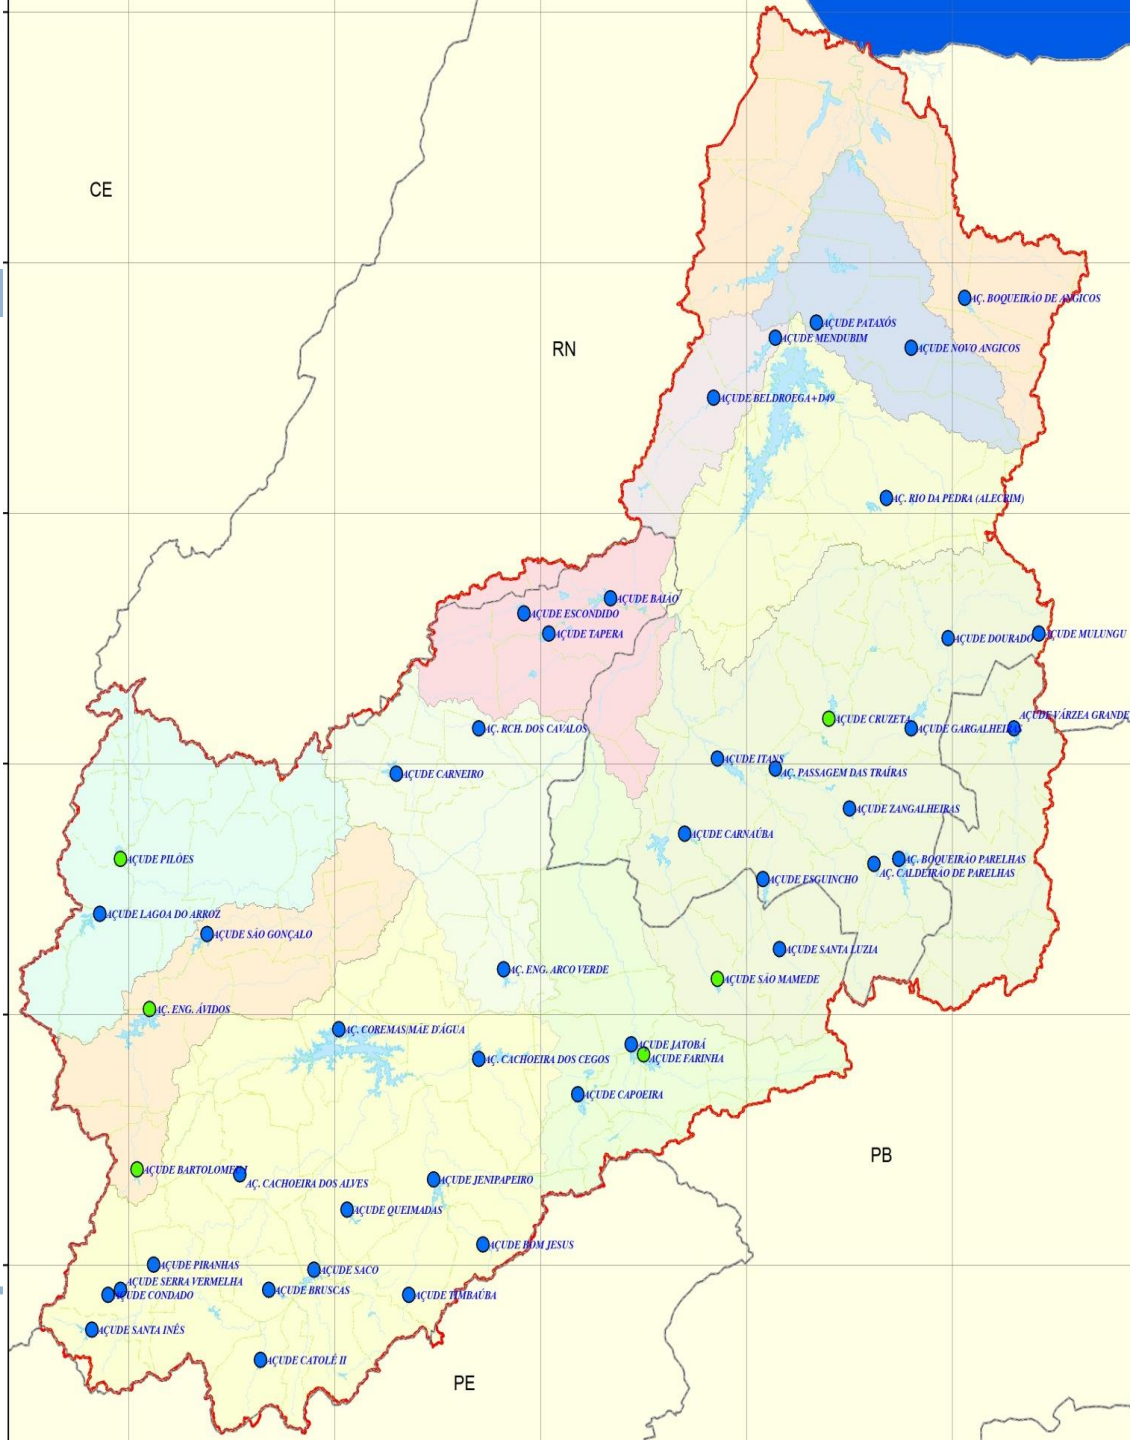 CE
AÇ. BOQUEIRÃO DE ANGICOS
AÇUDE PATAXÓS
AÇUDE MENDUBIM
RN
AÇUDE NOVO ANGICOS
AÇUDE BELDROEGA+D49
AÇ. RIO DA PEDRA (ALECRIM)
AÇUDE BAIÃO
AÇUDE ESCONDIDO
AÇUDE TAPERA
AÇUDE DOURADO
AÇUDE MULUNGU
AÇUDE VÁRZEA GRANDE
AÇUDE CRUZETA
AÇUDE GARGALHEIRAS
AÇ. RCH. DOS CAVALOS
AÇUDE ITANS
AÇ. PASSAGEM DAS TRAÍRAS
AÇUDE CARNEIRO
AÇUDE ZANGALHEIRAS
AÇUDE CARNAÚBA
AÇUDE PILÕES
AÇ. BOQUEIRÃO PARELHAS
AÇ. CALDEIRÃO DE PARELHAS
AÇUDE ESGUINCHO
AÇUDE LAGOA DO ARROZ
AÇUDE SÃO GONÇALO
AÇUDE SANTA LUZIA
AÇ. ENG. ARCO VERDE
AÇUDE SÃO MAMEDE
AÇ. ENG. ÁVIDOS
AÇ. COREMAS/MÃE D'ÁGUA
AÇUDE JATOBÁ
AÇUDE FARINHA
AÇ. CACHOEIRA DOS CEGOS
AÇUDE CAPOEIRA
PB
AÇUDE BARTOLOMEU I
AÇ. CACHOEIRA DOS ALVES
AÇUDE JENIPAPEIRO
AÇUDE QUEIMADAS
AÇUDE BOM JESUS
AÇUDE PIRANHAS
AÇUDE SACO
AÇUDE SERRA VERMELHA
AÇUDE CONDADO
AÇUDE BRUSCAS
AÇUDE TIMBAÚBA
AÇUDE SANTA INÊS
AÇUDE CATOLÉ II
PE